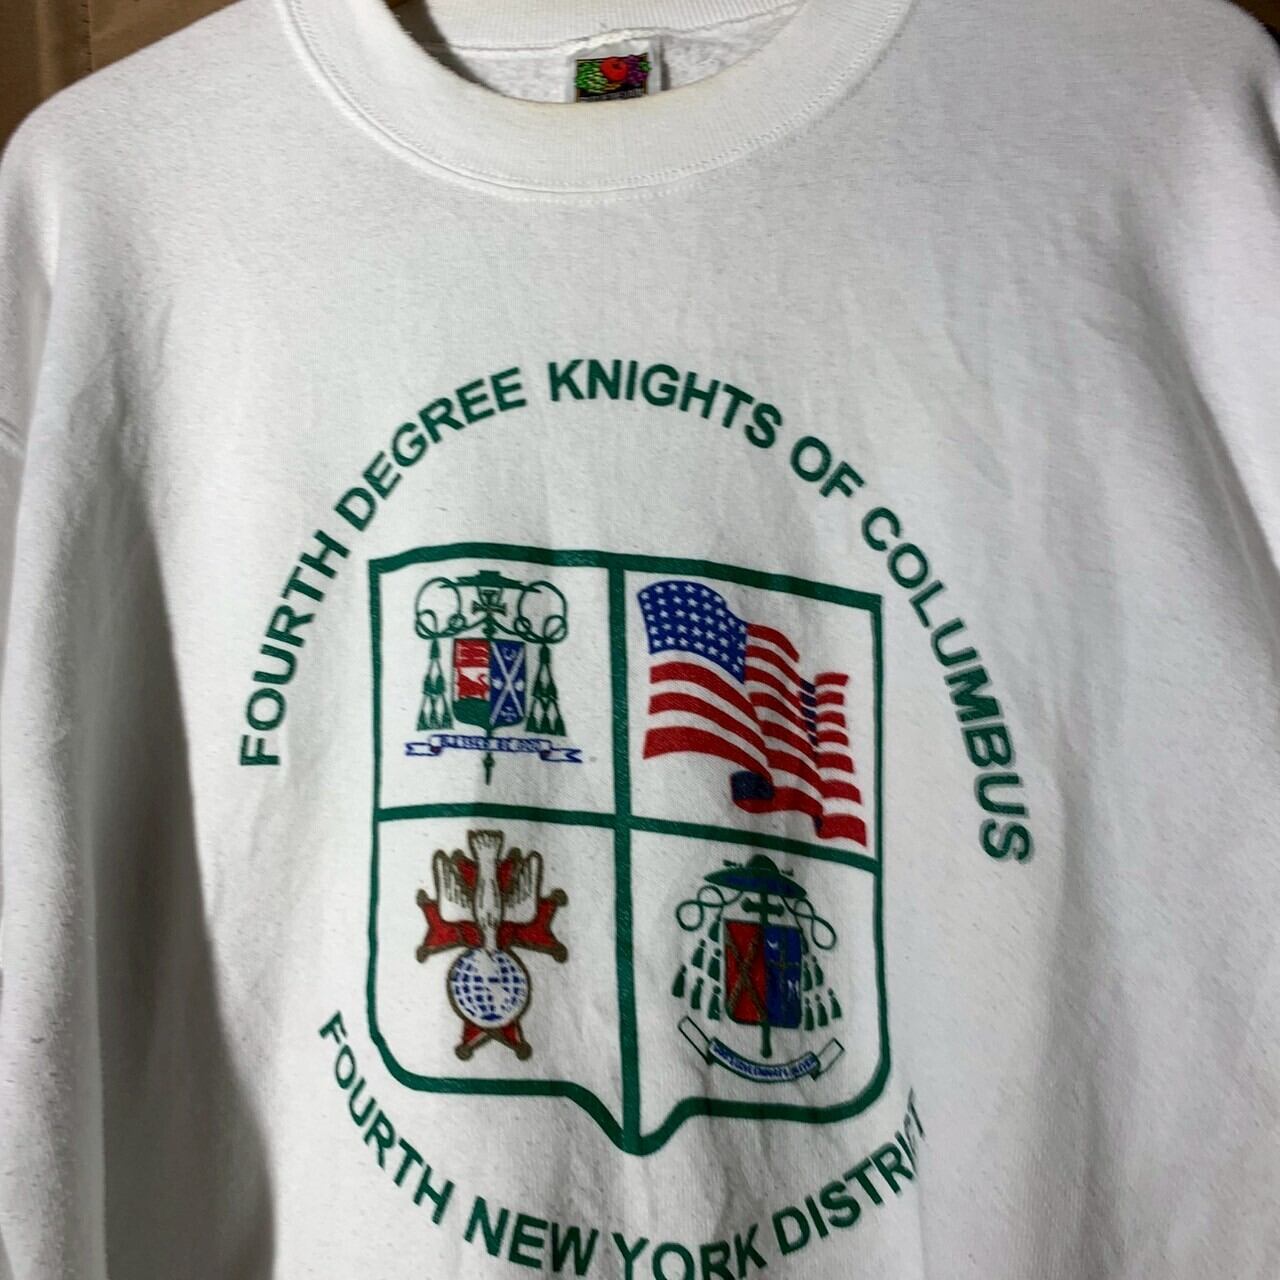 FOURTH DEGREE KNIGHTS OF COLUMBUS
FOURTH NEW YORK DISTRICT